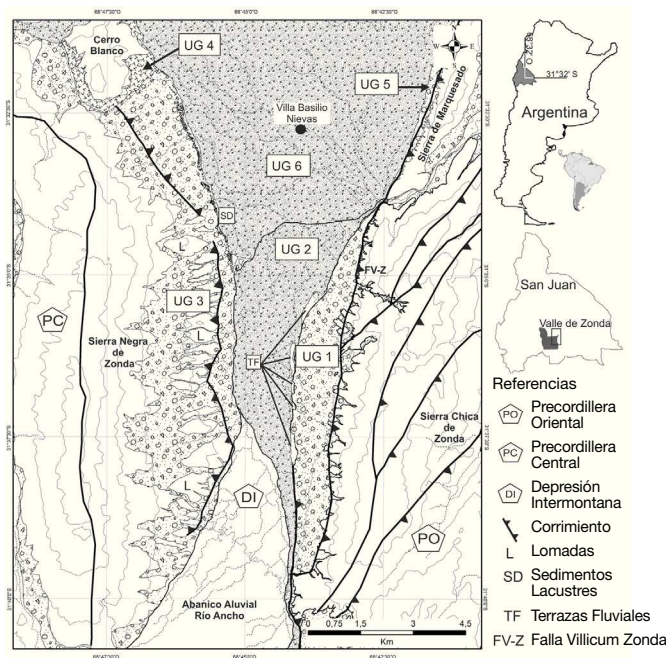 68°47'30"O
68°45'0"O
68°42'30"O
Cerro
Blanco
UG 4
W
E
S
UG 5
Sierra de Marquesado
Villa Basilio
Nievas
UG 6
SD
UG 2
L
FV-Z
UG 3
L
PC
Sierra Negra
de
Zonda
TF
UG 1
Sierra Chica
de
Zonda
L
DI
PO
Abanico Aluvial
Río Ancho
0 0,75 1,5 3 4,5
Km
68°47'30"O
68°45'0"O
68°42'30"O
31°32' S
Argentina
San Juan
Valle de Zonda
Referencias
PO Precordillera
Oriental
PC Precordillera
Central
DI Depresión
Intermontana
Corrimiento
L Lomadas
SD Sedimentos
Lacustres
TF Terrazas Fluviales
FV-Z Falla Villicum Zonda